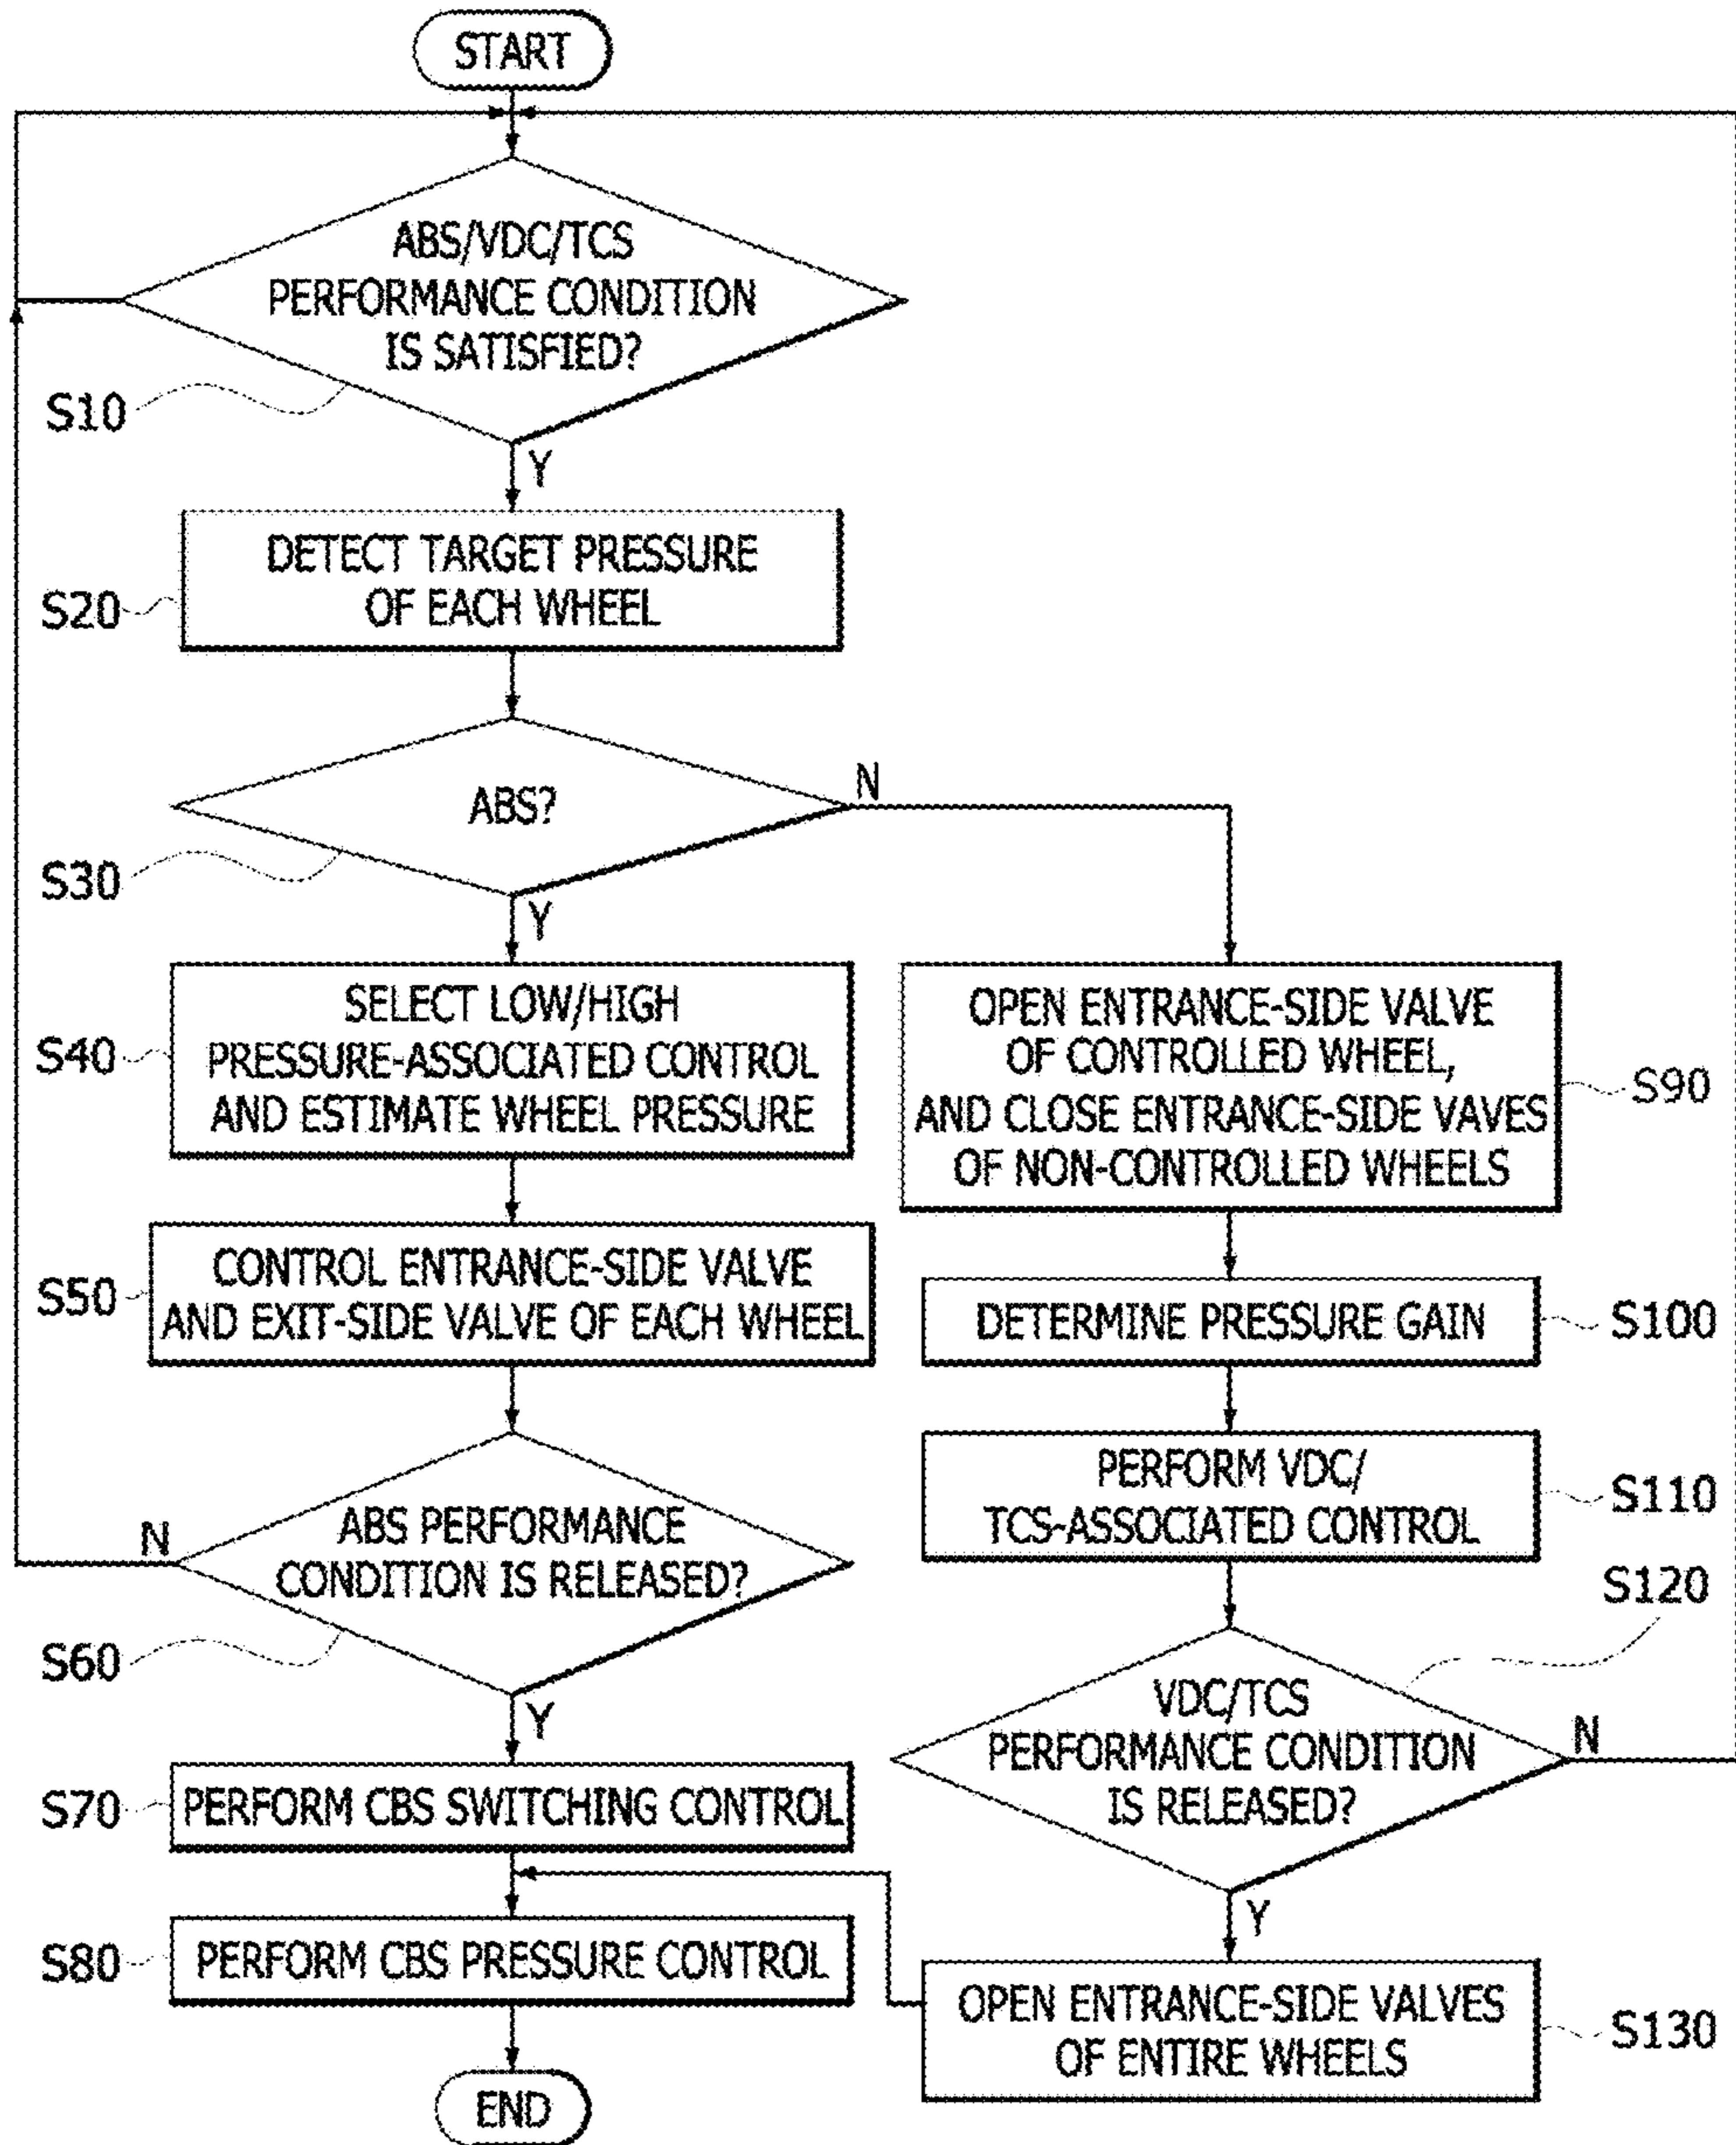 START
ABS/VDC/TCS
PERFORMANCE CONDITION
IS SATISFIED?
S10
Y
DETECT TARGET PRESSURE
OF EACH WHEEL
S20
ABS?
N
S30
Y
SELECT LOW/HIGH
PRESSURE-ASSOCIATED CONTROL
AND ESTIMATE WHEEL PRESSURE
S40
OPEN ENTRANCE-SIDE VALVE
OF CONTROLLED WHEEL,
AND CLOSE ENTRANCE-SIDE VAVES
OF NON-CONTROLLED WHEELS
S90
CONTROL ENTRANCE-SIDE VALVE
AND EXIT-SIDE VALVE OF EACH WHEEL
S50
DETERMINE PRESSURE GAIN
S100
PERFORM VDC/
TCS-ASSOCIATED CONTROL
S110
ABS PERFORMANCE
CONDITION IS RELEASED?
N
S60
Y
S120
VDC/TCS
PERFORMANCE CONDITION
IS RELEASED?
N
Y
PERFORM CBS SWITCHING CONTROL
S70
PERFORM CBS PRESSURE CONTROL
S80
OPEN ENTRANCE-SIDE VALVES
OF ENTIRE WHEELS
S130
END